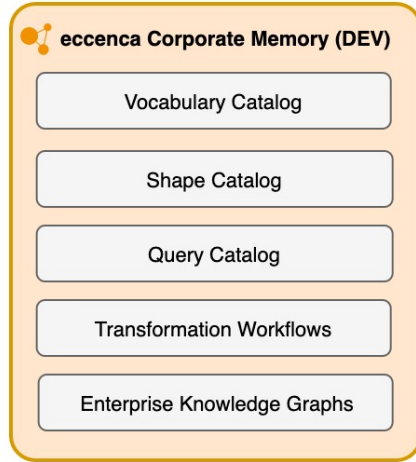 eccenca Corporate Memory (DEV)
Vocabulary Catalog
Shape Catalog
Query Catalog
Transformation Workflows
Enterprise Knowledge Graphs